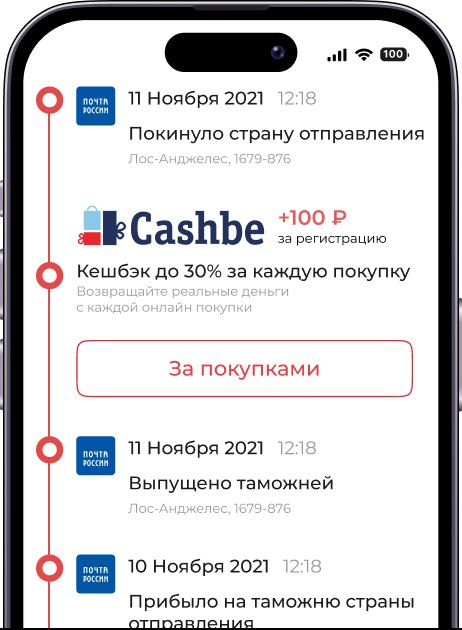 100
ПОЧТА
РОССИИ
11 Ноября 2021 12:18
Покинуло страну отправления
Лос-Анджелес, 1679-876
Cashbe
+100 ₽
за регистрацию
Кешбэк до 30% за каждую покупку
Возвращайте реальные деньги
с каждой онлайн покупки
За покупками
ПОЧТА
РОССИИ
11 Ноября 2021 12:18
Выпущено таможней
Лос-Анджелес, 1679-876
ПОЧТА
РОССИИ
10 Ноября 2021 12:18
Прибыло на таможню страны
отправления